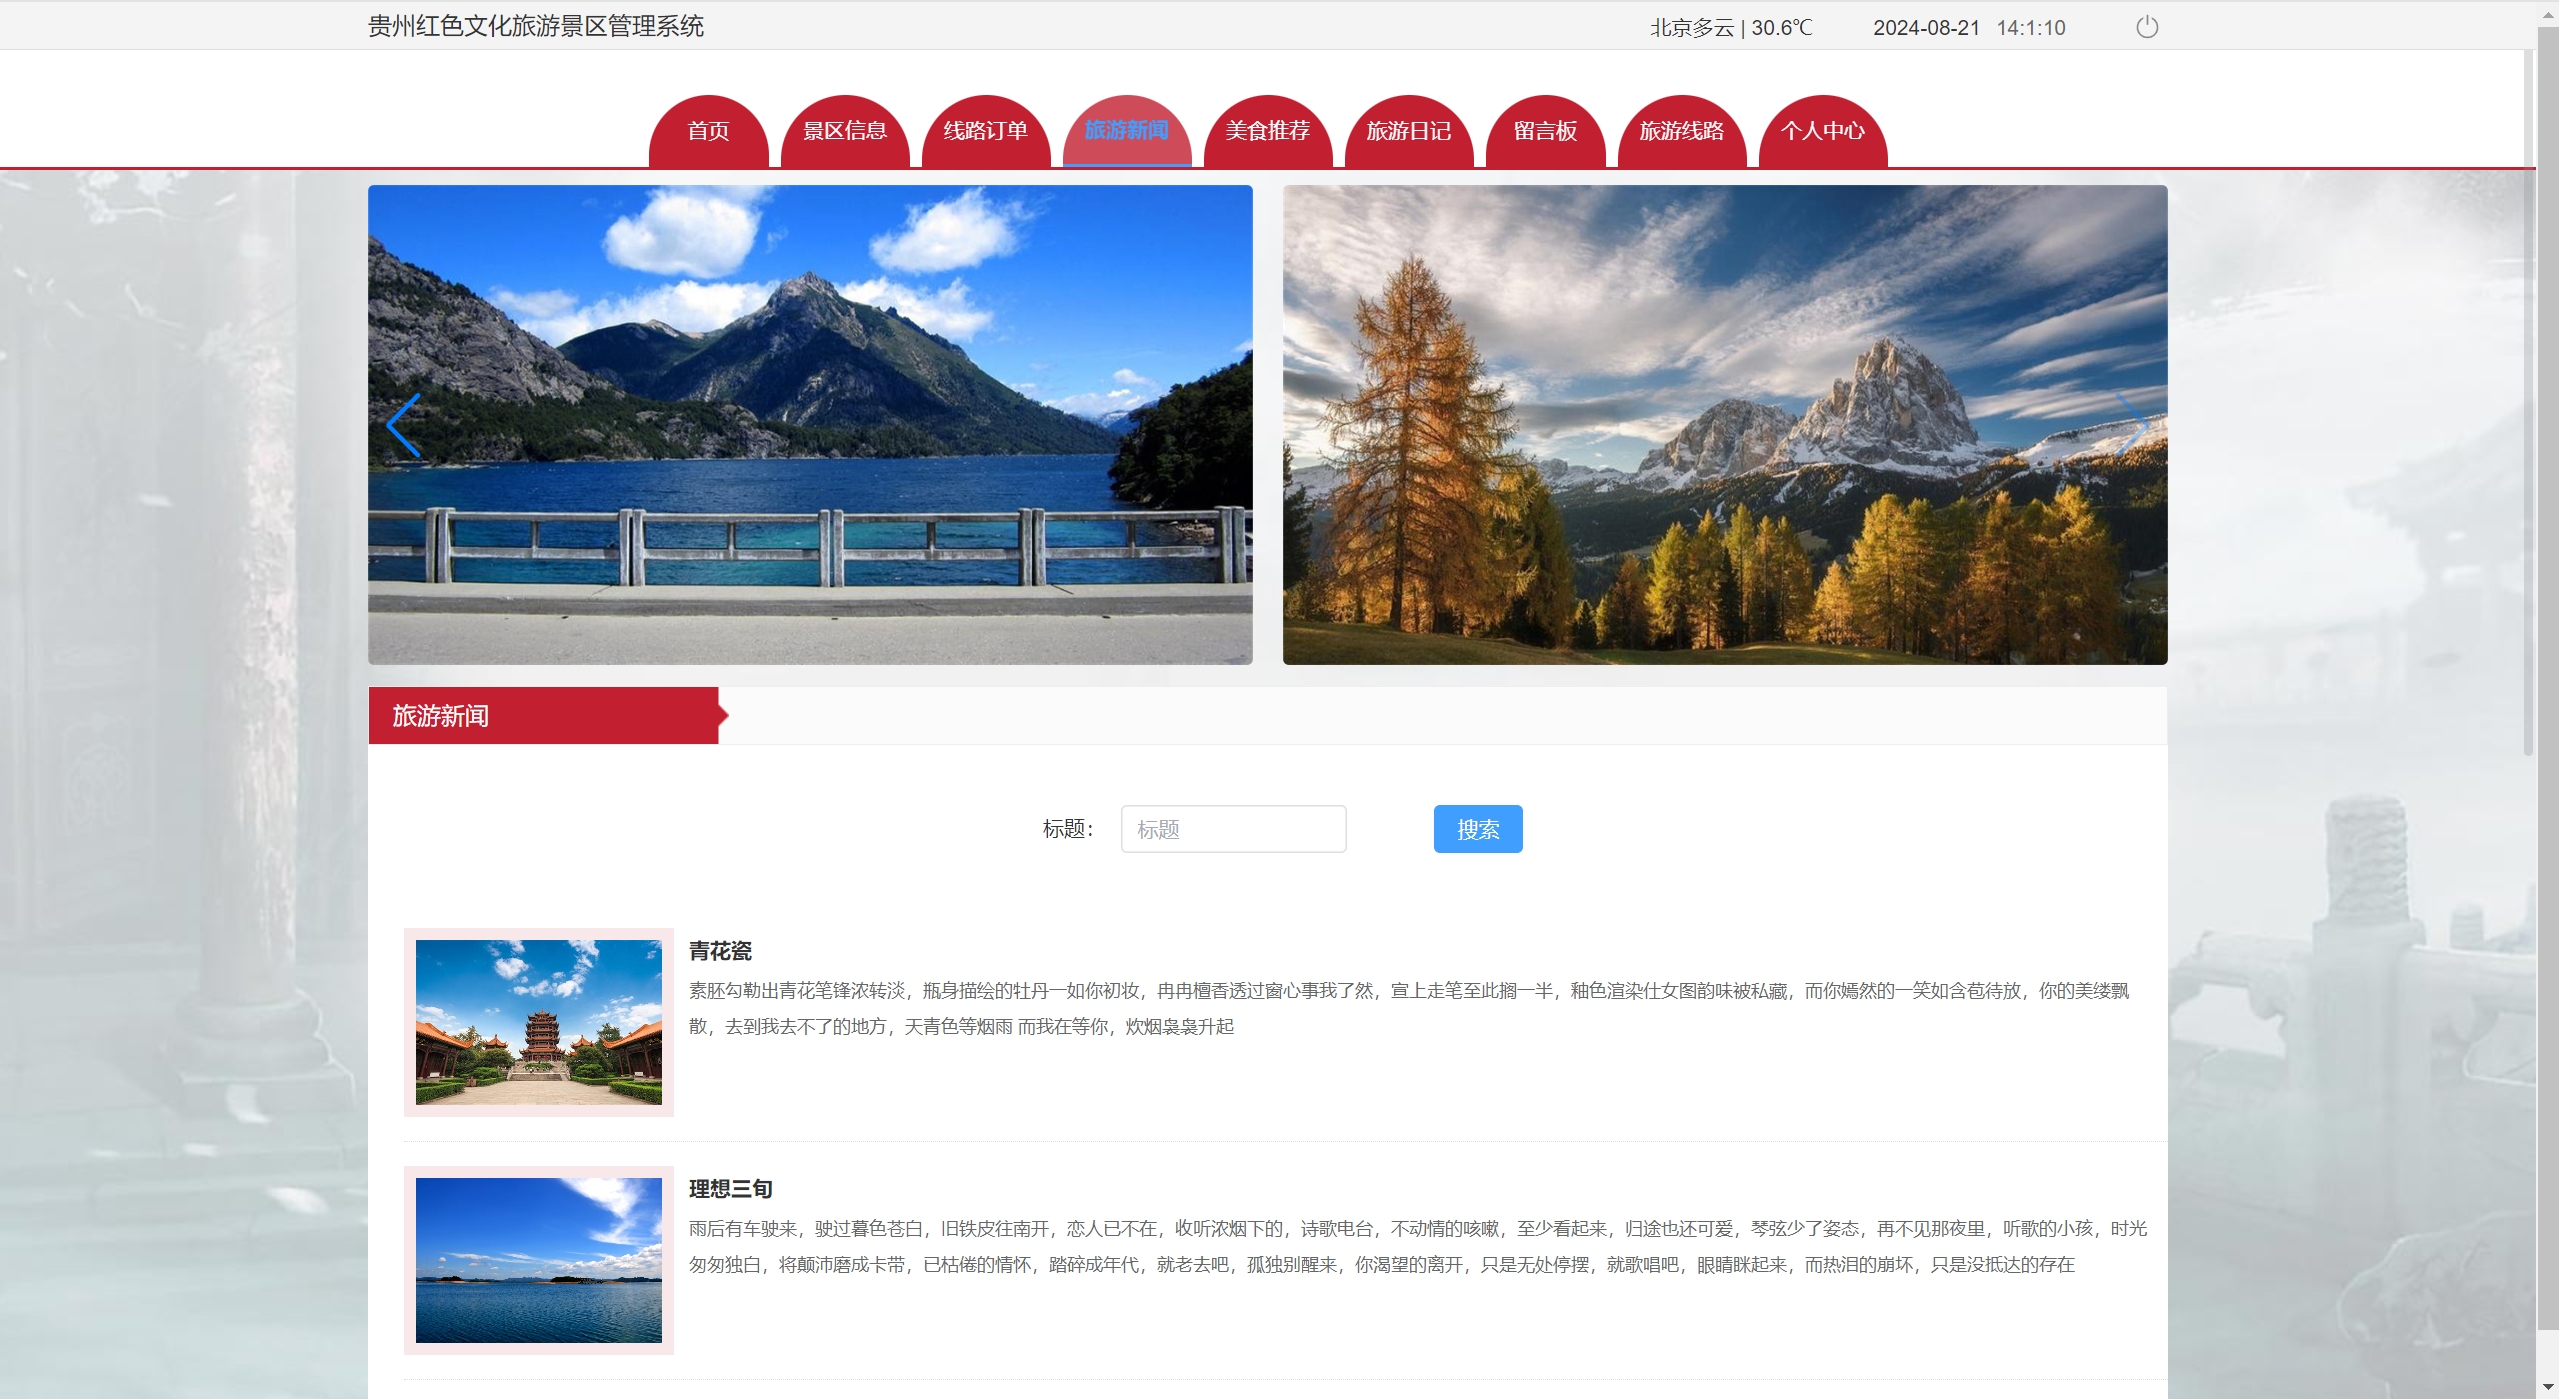 贵州红色文化旅游景区管理系统
北京多云 | 30.6℃ 2024-08-21 14:1:10
首页 景区信息 线路订单 旅游新闻 美食推荐 旅游日记 留言板 旅游线路 个人中心
旅游新闻
标题： 标题 搜索
青花瓷
素胚勾勒出青花笔锋浓转淡，瓶身描绘的牡丹一如你初妆，冉冉檀香透过窗心事我了然，宣上走笔至此搁一半，釉色渲染仕女图韵味被私藏，而你嫣然的一笑如含苞待放，你的美缕飘
散，去到我去不了的地方，天青色等烟雨 而我在等你，炊烟袅袅升起
理想三旬
雨后有车驶来，驶过暮色苍白，旧铁皮往南开，恋人已不在，收听浓烟下的，诗歌电台，不动情的咳嗽，至少看起来，归途也还可爱，琴弦少了姿态，再不见那夜里，听歌的小孩，时光
匆匆独白，将颠沛磨成卡带，已枯倦的情怀，踏碎成年代，就老去吧，孤独别醒来，你渴望的离开，只是无处停摆，就歌唱吧，眼睛眯起来，而热泪的崩坏，只是没抵达的存在